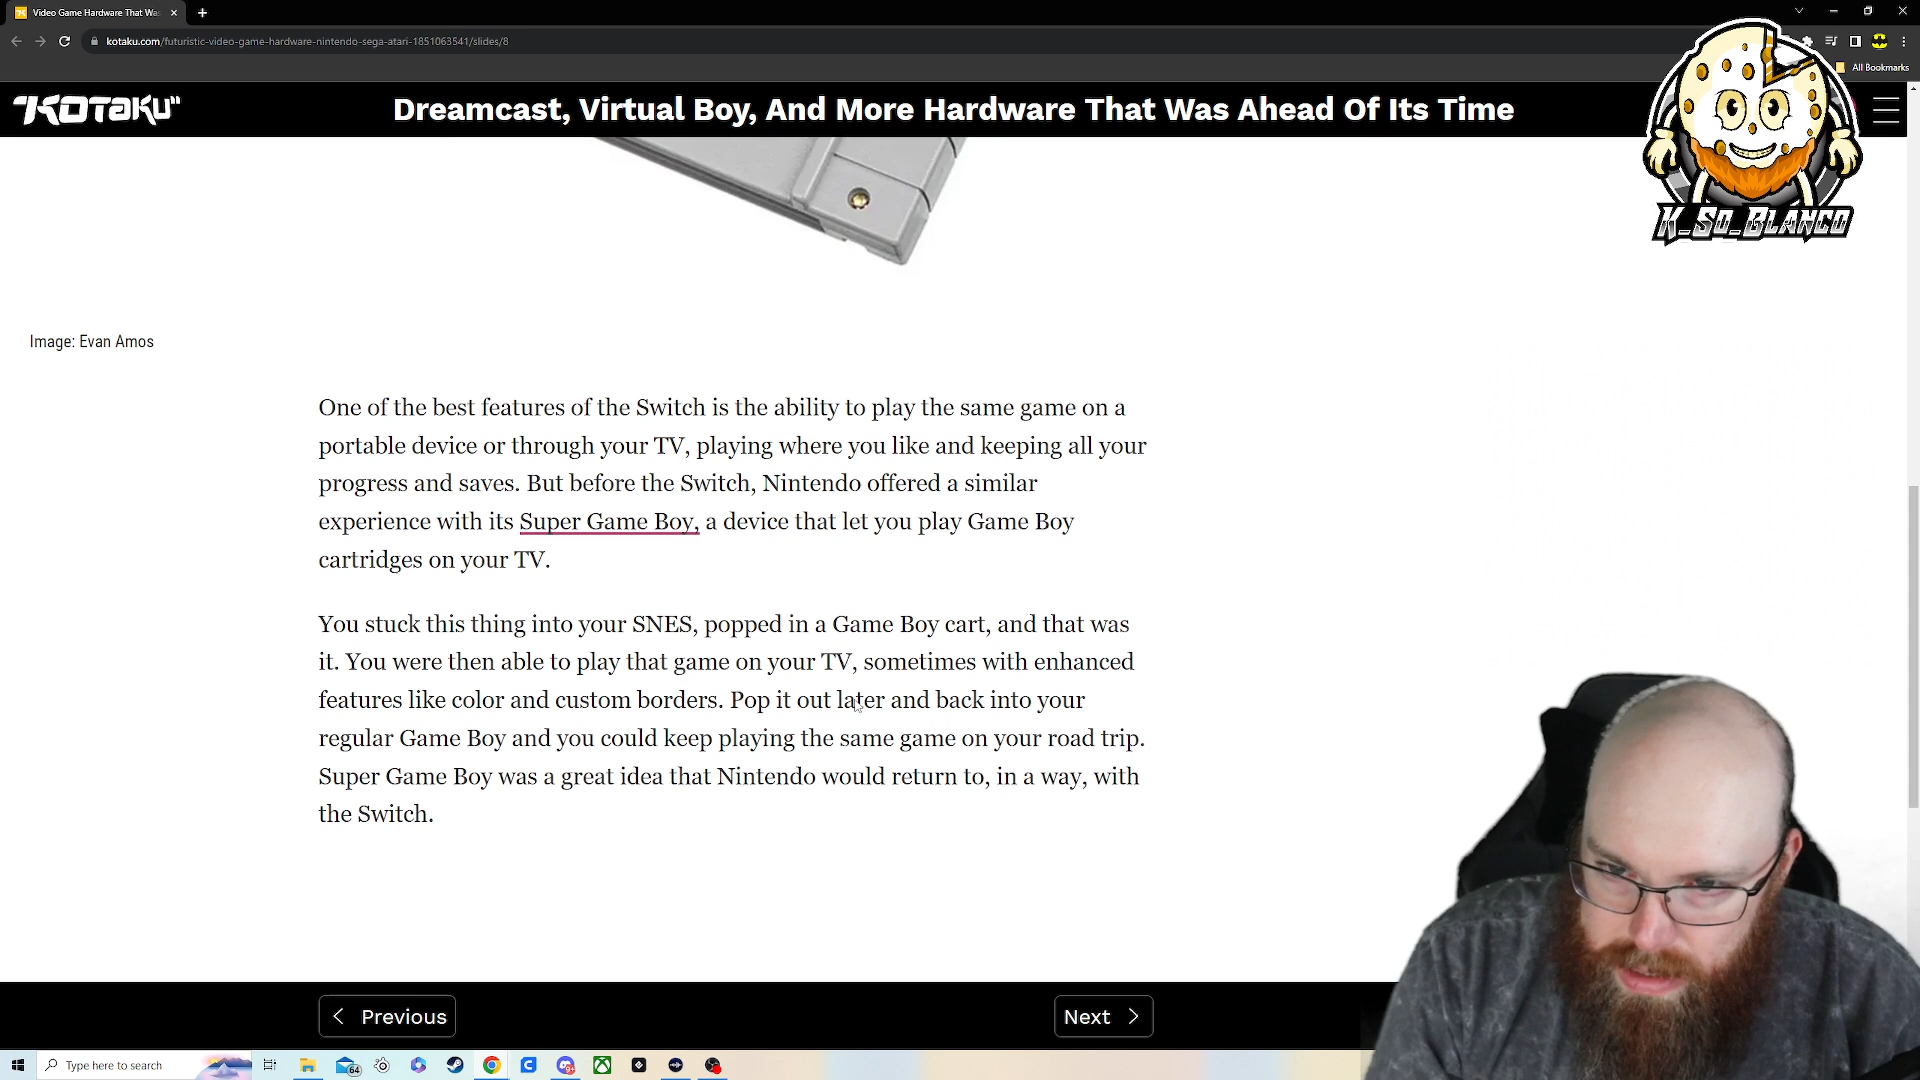 Video Game Hardware That Wa
kotaku.com/futuristic-video-game-hardware-nintendo-sega-atari-1851063541/slides/8
All Bookmarks
KOTAKU
Dreamcast, Virtual Boy, And More Hardware That Was Ahead Of Its Time
K_So_Blanco
Image: Evan Amos
One of the best features of the Switch is the ability to play the same game on a
portable device or through your TV, playing where you like and keeping all your
progress and saves. But before the Switch, Nintendo offered a similar
experience with its Super Game Boy, a device that let you play Game Boy
cartridges on your TV.
You stuck this thing into your SNES, popped in a Game Boy cart, and that was
it. You were then able to play that game on your TV, sometimes with enhanced
features like color and custom borders. Pop it out later and back into your
regular Game Boy and you could keep playing the same game on your road trip.
Super Game Boy was a great idea that Nintendo would return to, in a way, with
the Switch.
Previous
Next
Type here to search
64
9+